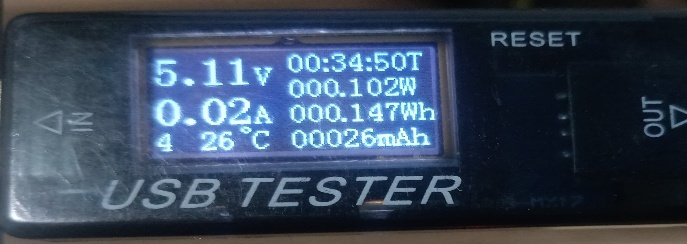 RESET
5.11V 00:34:50T
000.102W
0.02A 000.147Wh
4 26°C 00026mAh
IN
OUT
USB TESTER